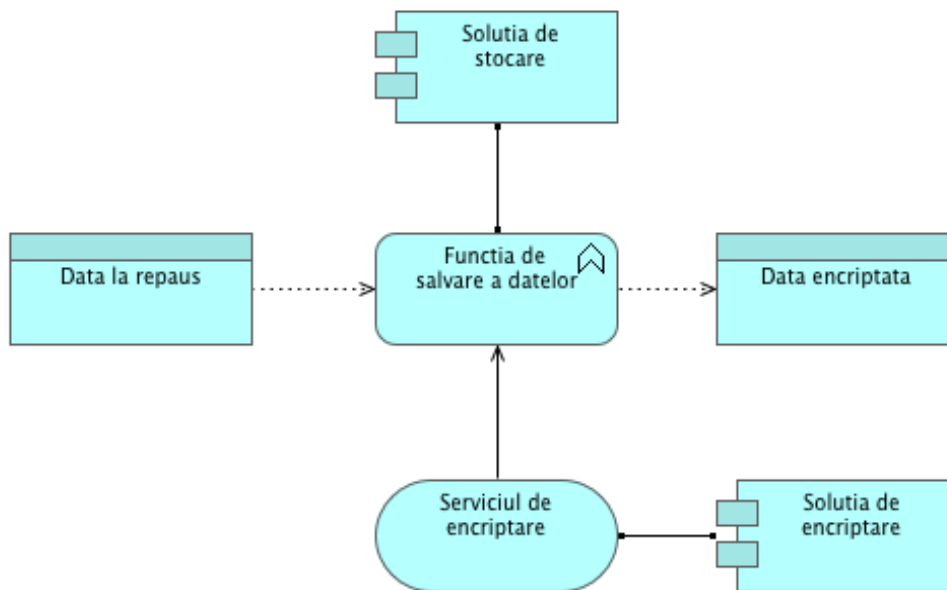 Solutia de
stocare
Data la repaus
Functia de
salvare a datelor
Data encriptata
Serviciul de
encriptare
Solutia de
encriptare